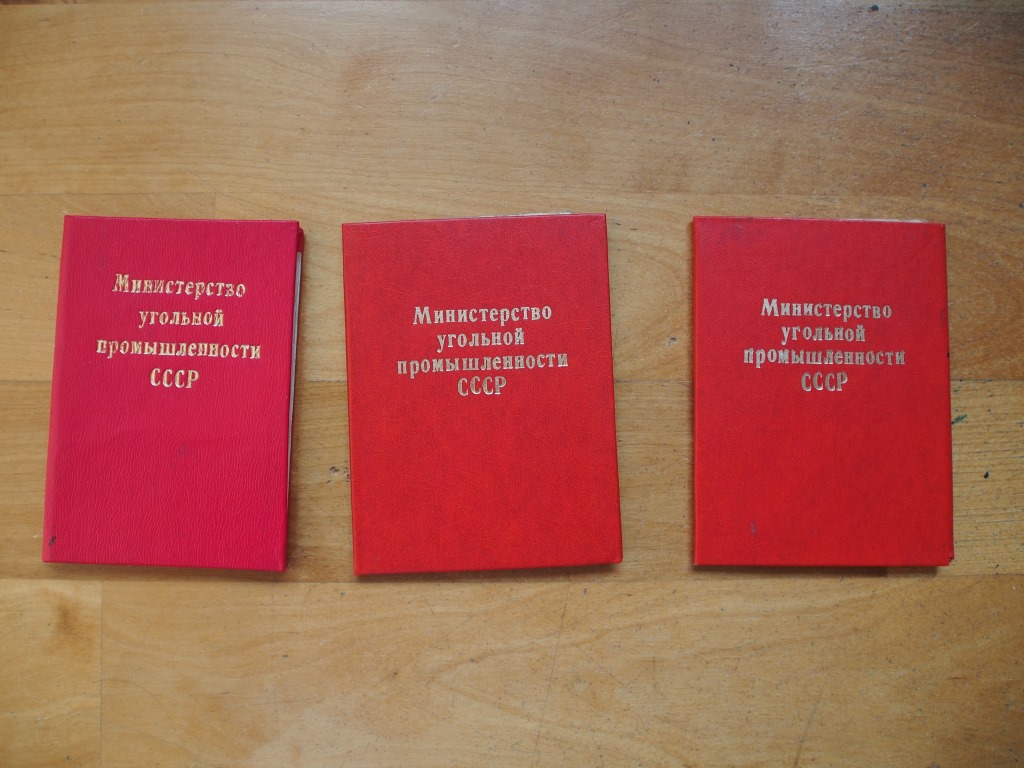 Министерство
угольной
промышленности
СССР
Министерство
угольной
промышленности
СССР
Министерство
угольной
промышленности
СССР